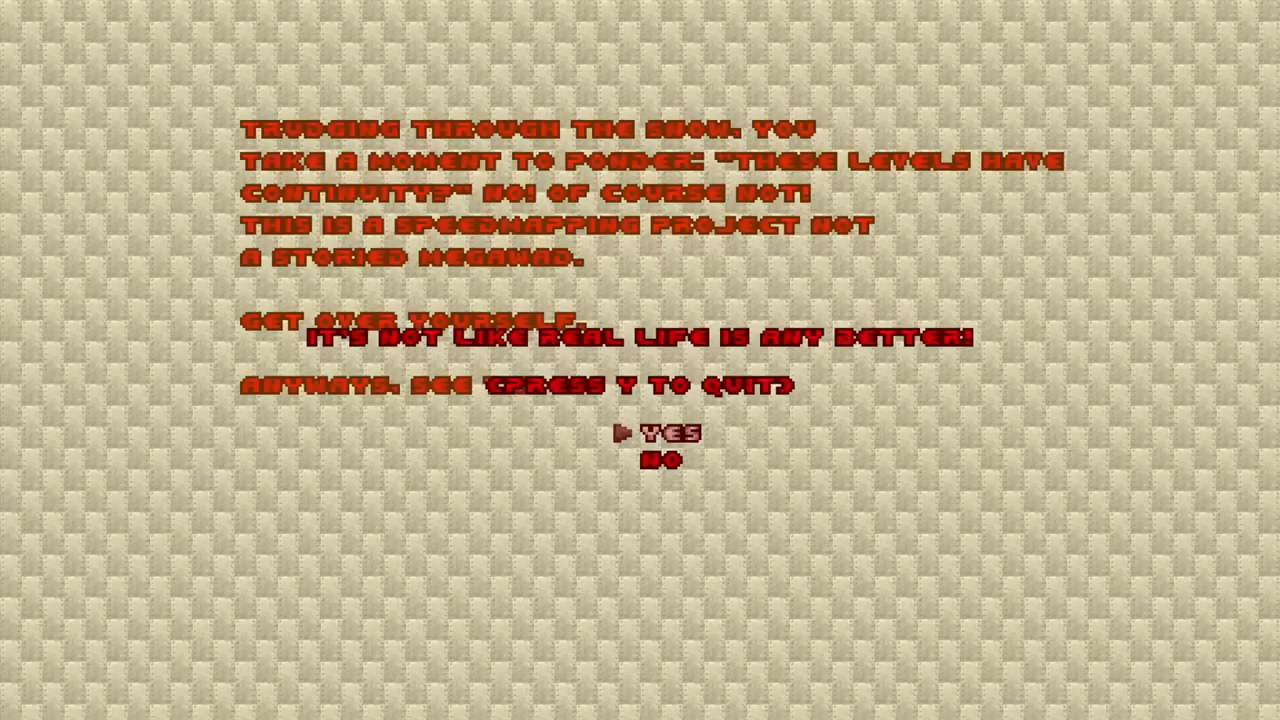 TRUDGING THROUGH THE SNOW, YOU
TAKE A MOMENT TO PONDER: "THESE LEVELS HAVE
CONTINUITY?" NO! OF COURSE NOT!
THIS IS A SPEEDMAPPING PROJECT NOT
A STORIED MEGAWAD.
GET OVER YOURSELF.
IT'S NOT LIKE REAL LIFE IS ANY BETTER!
ANYWAYS, SEE
(PRESS Y TO QUIT)
YES
NO